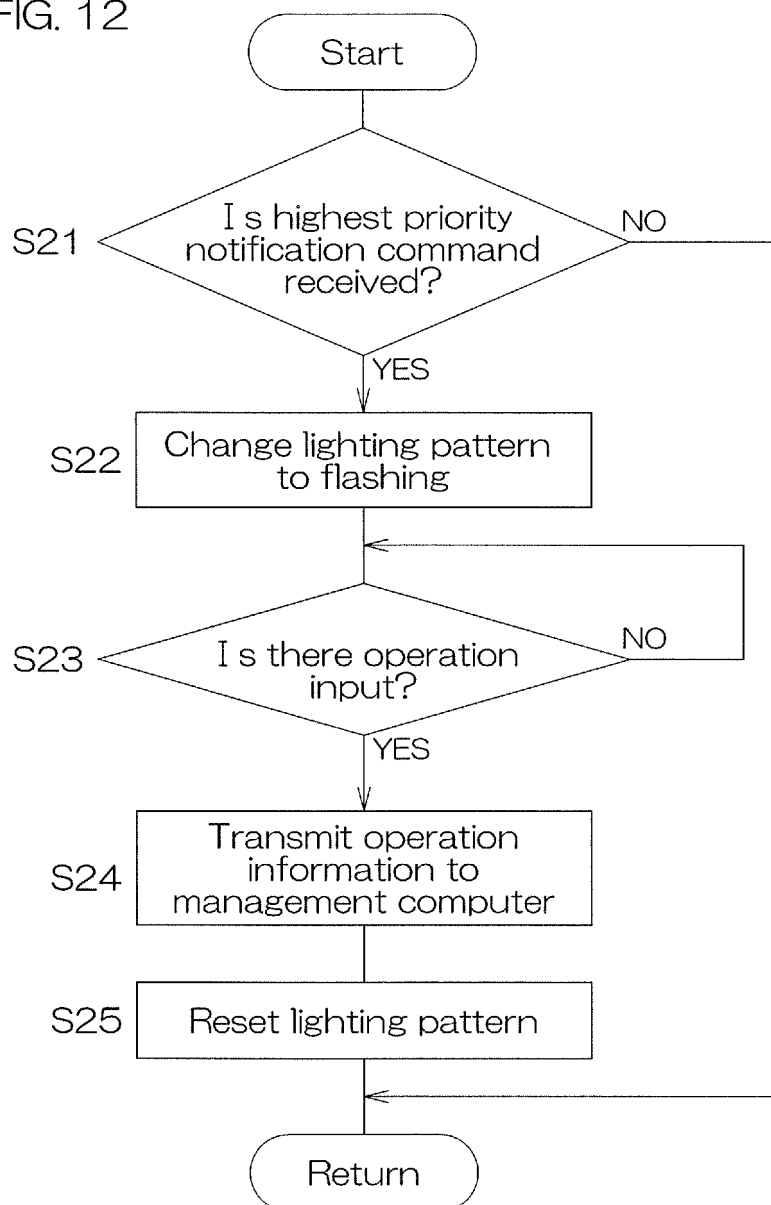 FIG. 12
Start
S21
I s highest priority
notification command
received?
NO
YES
S22
Change lighting pattern
to flashing
S23
I s there operation
input?
NO
YES
S24
Transmit operation
information to
management computer
S25
Reset lighting pattern
Return